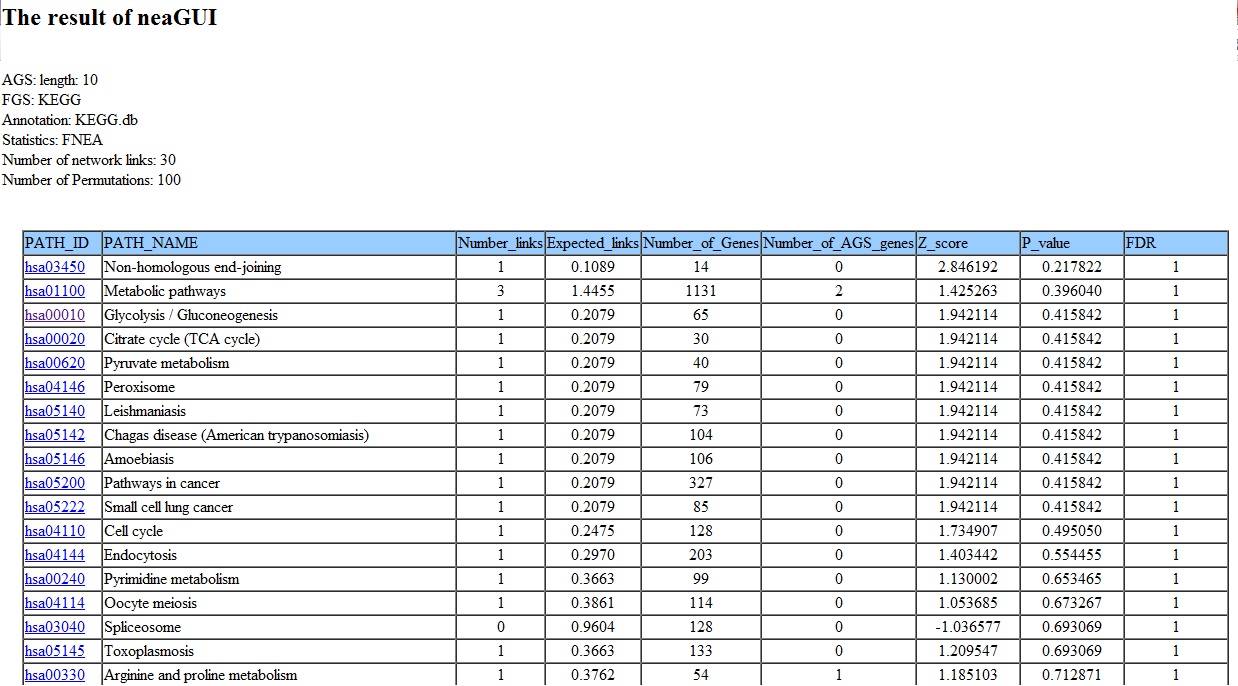 The result of neaGUI
AGS: length: 10
FGS: KEGG
Annotation: KEGG.db
Statistics: FNEA
Number of network links: 30
Number of Permutations: 100
PATH_ID PATH_NAME Number_links Expected_links Number_of_Genes Number_of_AGS_genes Z_score P_value FDR
hsa03450 Non-homologous end-joining 1 0.1089 14 0 2.846192 0.217822 1
hsa01100 Metabolic pathways 3 1.4455 1131 2 1.425263 0.396040 1
hsa00010 Glycolysis / Gluconeogenesis 1 0.2079 65 0 1.942114 0.415842 1
hsa00020 Citrate cycle (TCA cycle) 1 0.2079 30 0 1.942114 0.415842 1
hsa00620 Pyruvate metabolism 1 0.2079 40 0 1.942114 0.415842 1
hsa04146 Peroxisome 1 0.2079 79 0 1.942114 0.415842 1
hsa05140 Leishmaniasis 1 0.2079 73 0 1.942114 0.415842 1
hsa05142 Chagas disease (American trypanosomiasis) 1 0.2079 104 0 1.942114 0.415842 1
hsa05146 Amoebiasis 1 0.2079 106 0 1.942114 0.415842 1
hsa05200 Pathways in cancer 1 0.2079 327 0 1.942114 0.415842 1
hsa05222 Small cell lung cancer 1 0.2079 85 0 1.942114 0.415842 1
hsa04110 Cell cycle 1 0.2475 128 0 1.734907 0.495050 1
hsa04144 Endocytosis 1 0.2970 203 0 1.403442 0.554455 1
hsa00240 Pyrimidine metabolism 1 0.3663 99 0 1.130002 0.653465 1
hsa04114 Oocyte meiosis 1 0.3861 114 0 1.053685 0.673267 1
hsa03040 Spliceosome 0 0.9604 128 0 -1.036577 0.693069 1
hsa05145 Toxoplasmosis 1 0.3663 133 0 1.209547 0.693069 1
hsa00330 Arginine and proline metabolism 1 0.3762 54 1 1.185103 0.712871 1